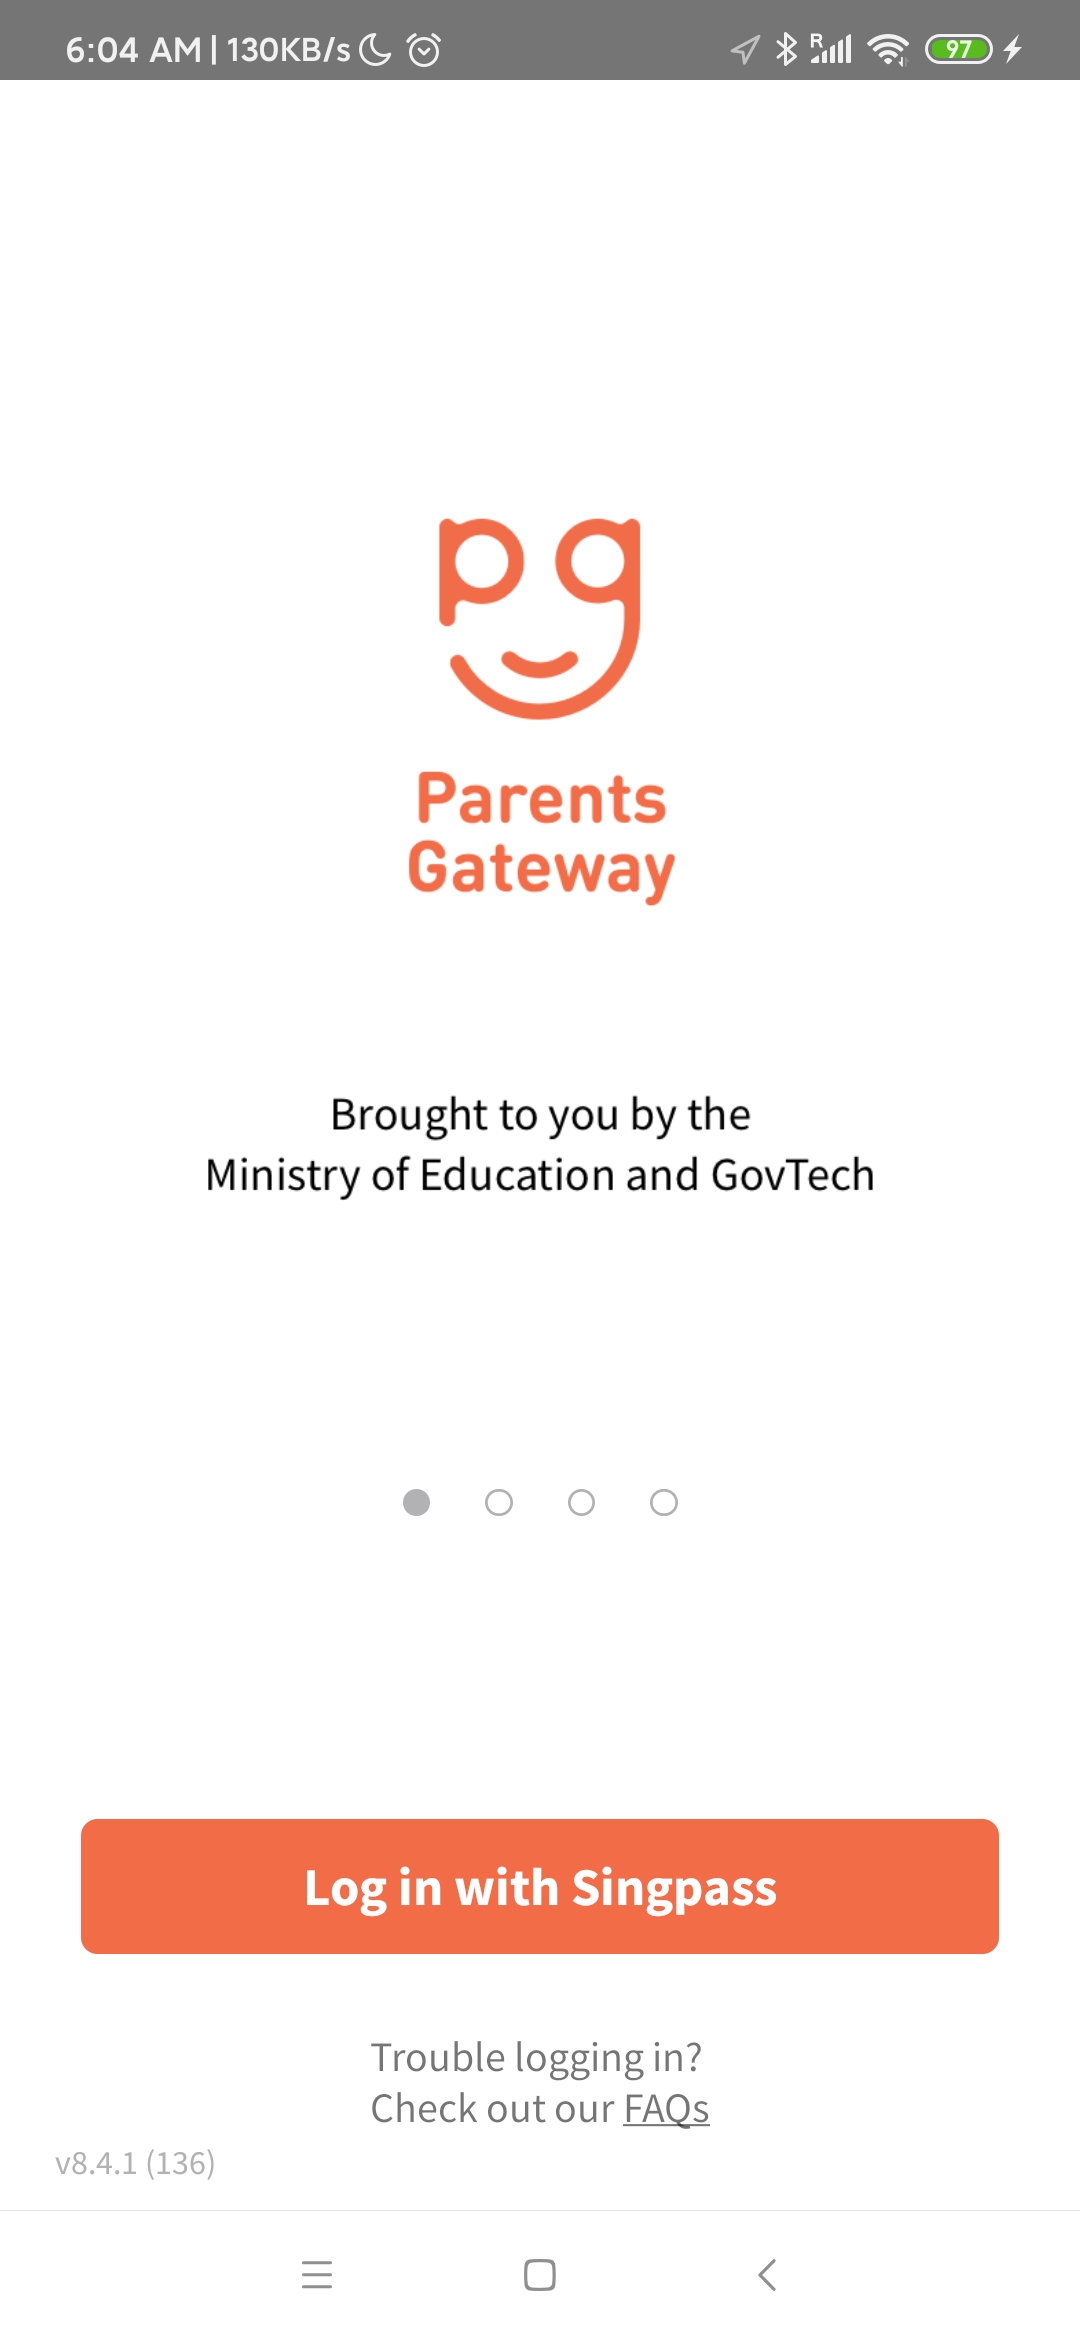 6:04 AM | 130KB/s
R
97
Parents
Gateway
Brought to you by the
Ministry of Education and GovTech
Log in with Singpass
Trouble logging in?
Check out our FAQs
v8.4.1 (136)